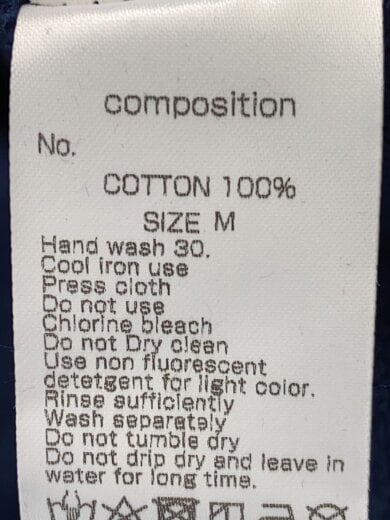 composition
No.
COTTON 100%
SIZE M
Hand wash 30.
Cool iron use
Press cloth
Do not use
Chlorine bleach
Do not Dry clean
Use non fluorescent
detetgent for light color.
Rinse sufficiently
Wash separately
Do not tumble dry
Do not drip dry and leave in
water for long time.